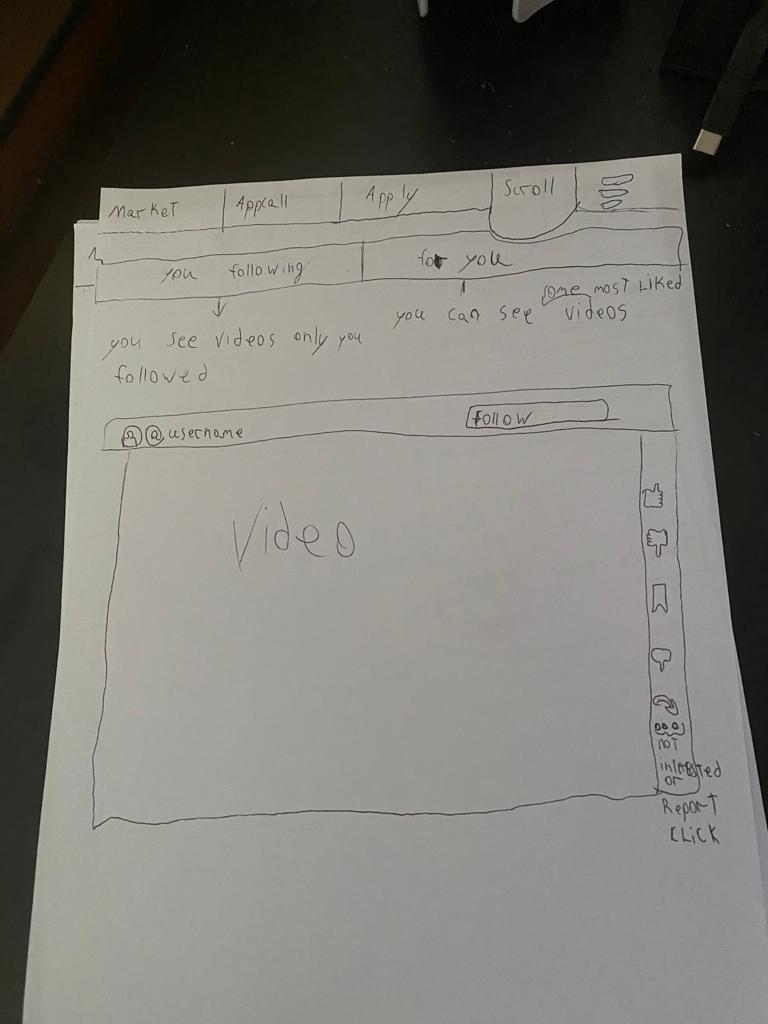 Market Appcall Apply Scroll
you following for you
you see videos only you followed
you can see some most liked videos
@username follow
Video
not
interested
or
Report
click